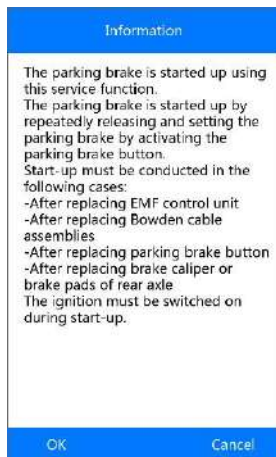 Information
The parking brake is started up using
this service function.
The parking brake is started up by
repeatedly releasing and setting the
parking brake by activating the
parking brake button.
Start-up must be conducted in the
following cases:
-After replacing EMF control unit
-After replacing Bowden cable
assemblies
-After replacing parking brake button
-After replacing brake caliper or
brake pads of rear axle
The ignition must be switched on
during start-up.
OK
Cancel